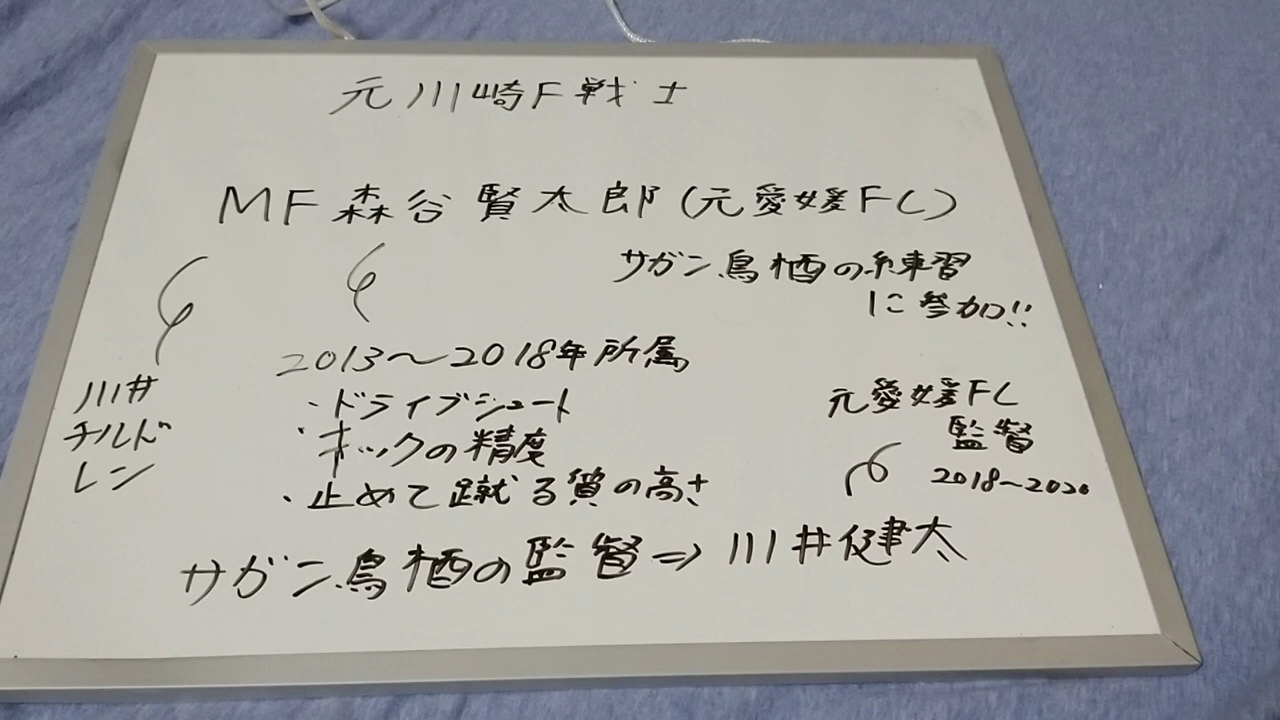 元川崎F戦士
MF 森谷賢太郎(元愛媛FC)
サガン鳥栖の練習
に参加!!
2013〜2018年所属
・ドライブシュート
・キックの精度
・止めて蹴る質の高さ
川井
チルド
レン
元愛媛FC
監督
2018〜2020
サガン鳥栖の監督⇒川井健太